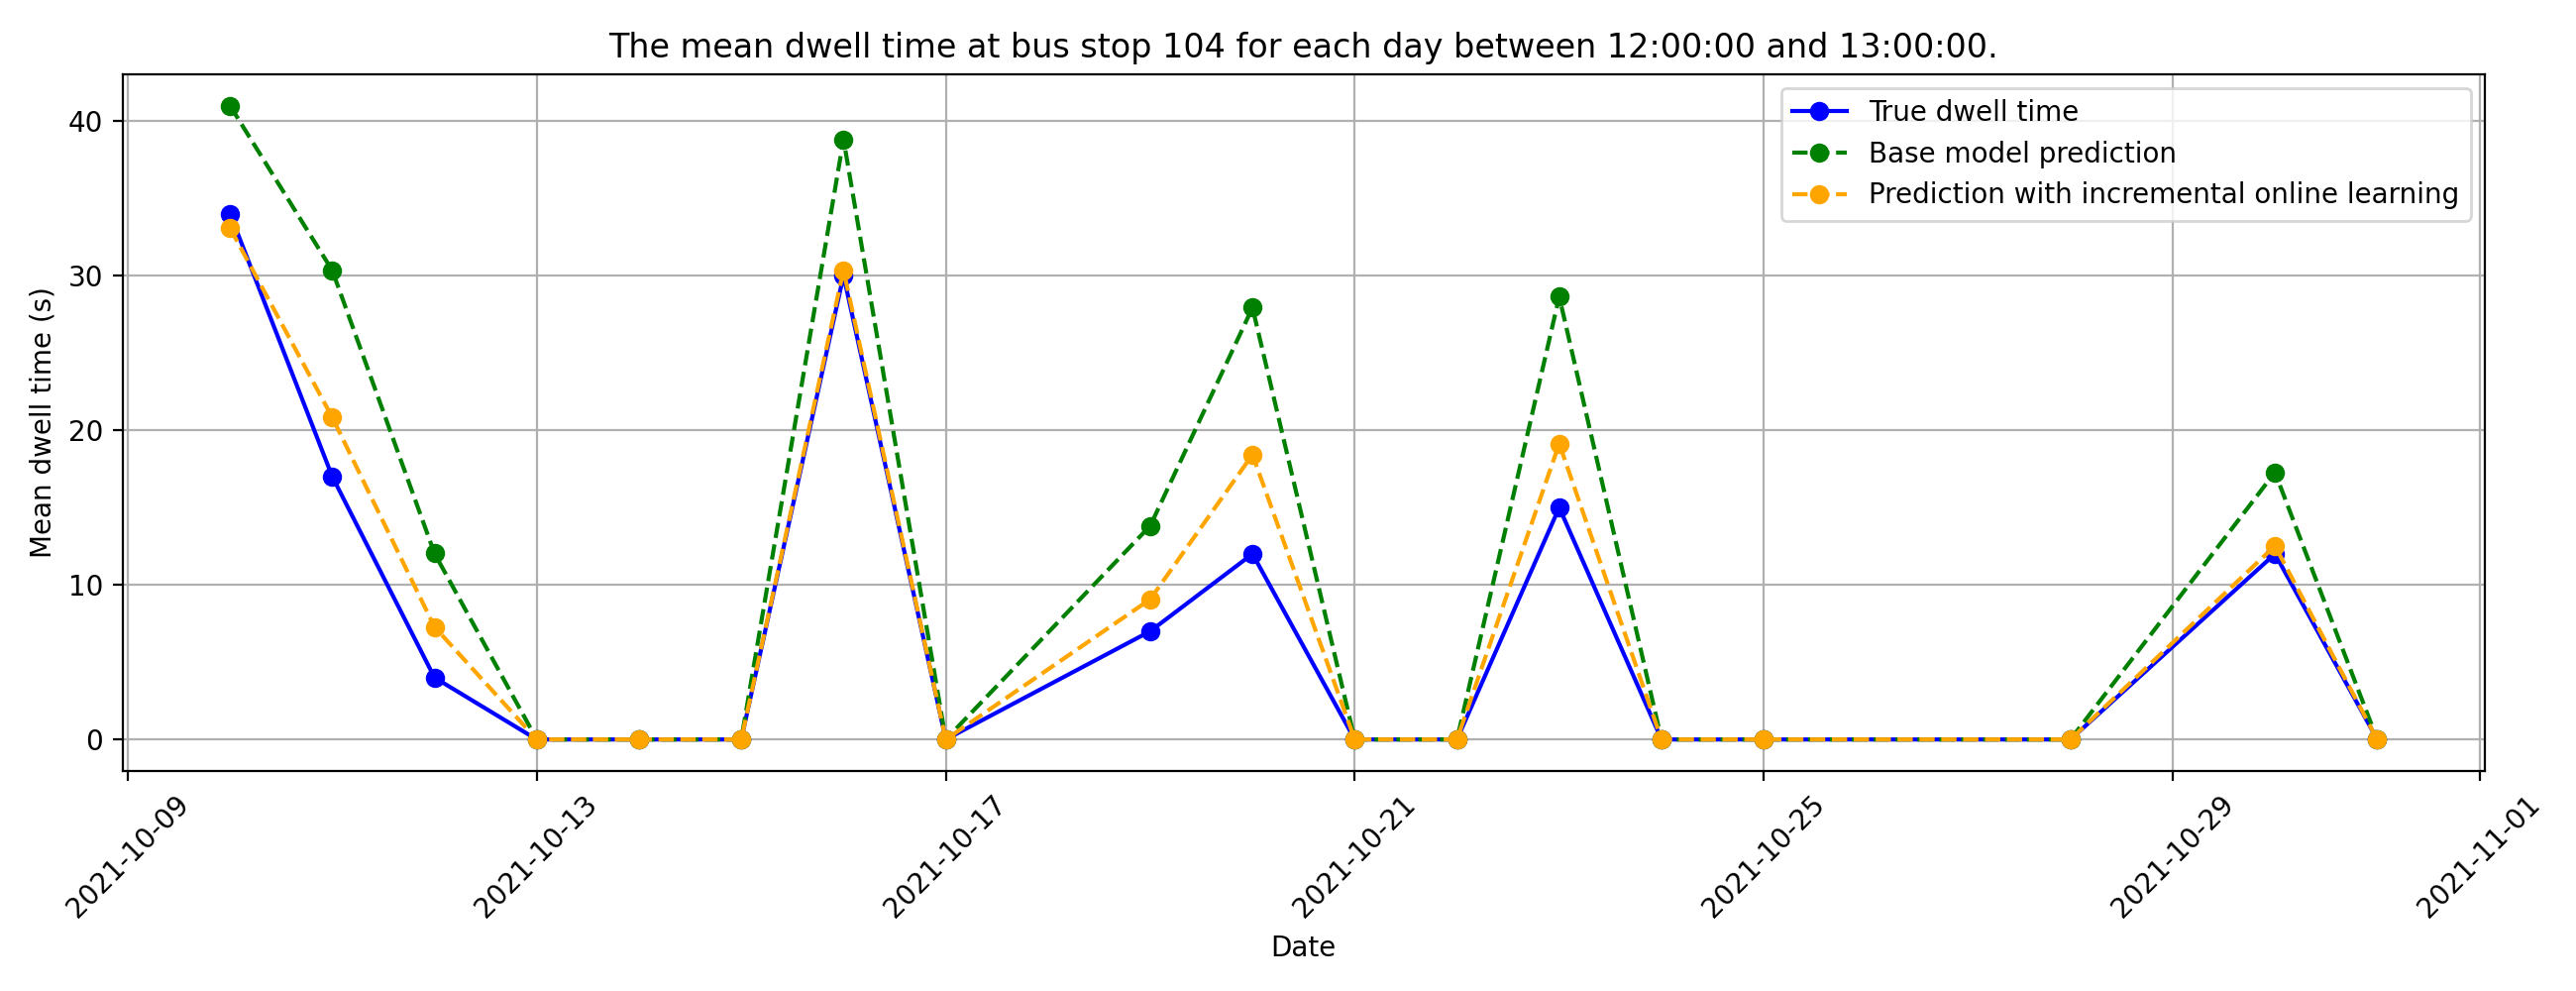 The mean dwell time at bus stop 104 for each day between 12:00:00 and 13:00:00.
True dwell time
Base model prediction
Prediction with incremental online learning
Mean dwell time (s)
40
30
20
10
0
2021-10-09
2021-10-13
2021-10-17
2021-10-21
2021-10-25
2021-10-29
2021-11-01
Date